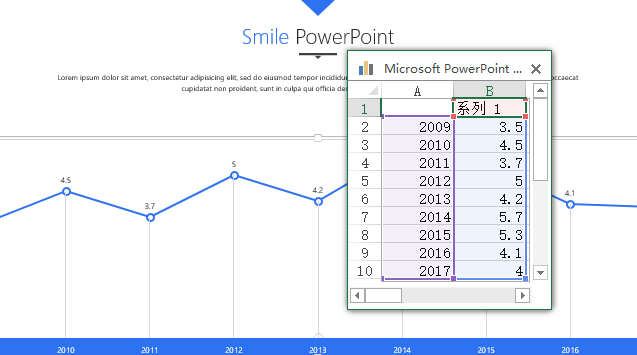 Smile PowerPoint
Lorem ipsum dolor sit amet, consectetur adipisicing elit, sed do eiusmod tempor incididun
occaecat
cupidatat non proident, sunt in culpa qui officia des
Microsoft PowerPoint ...
A B
1 系列 1
2 2009 3.5
3 2010 4.5
4 2011 3.7
5 2012 5
6 2013 4.2
7 2014 5.7
8 2015 5.3
9 2016 4.1
10 2017 4
4.5 3.7 5 4.2 4.1
2010 2011 2012 2013 2014 2015 2016